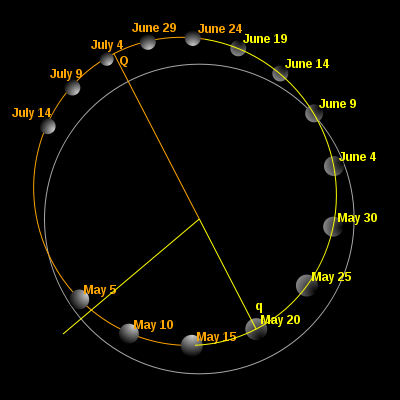 June 29
June 24
June 19
July 4
Q
June 14
July 9
June 9
July 14
June 4
May 30
May 25
May 5
q
May 20
May 10
May 15